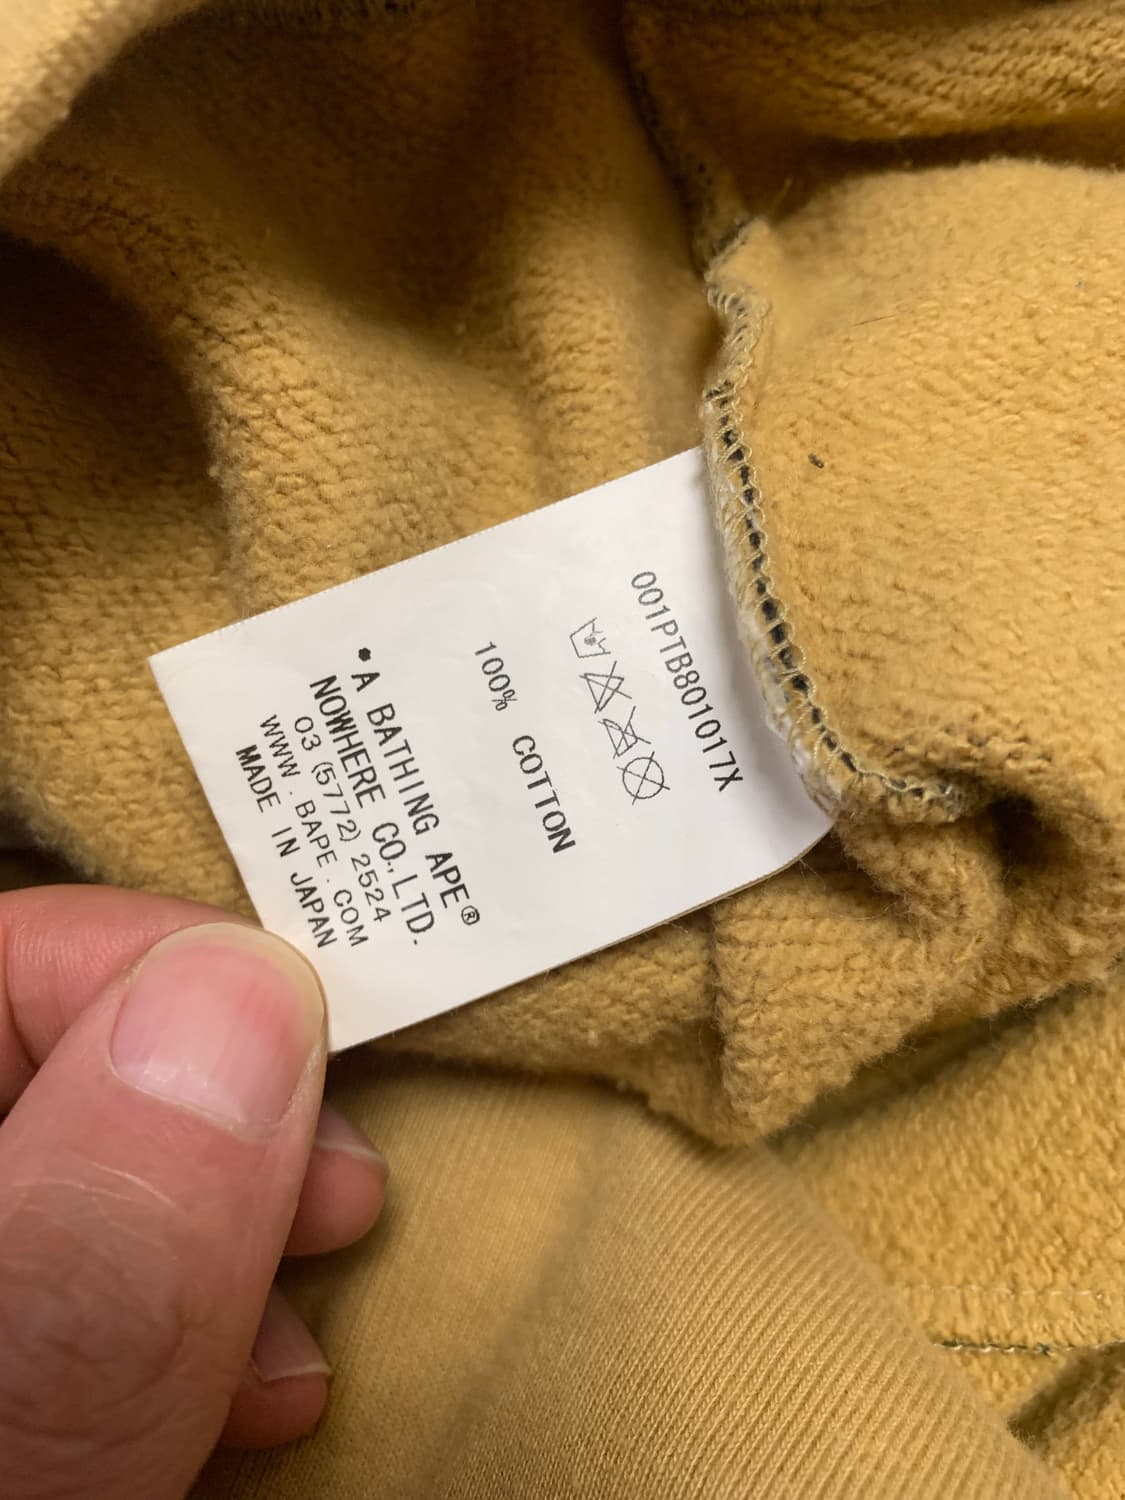 001PTB801017X
100% COTTON
•A BATHING APE®
NOWHERE CO.,LTD.
03 (5772) 2524
WWW.BAPE.COM
MADE IN JAPAN